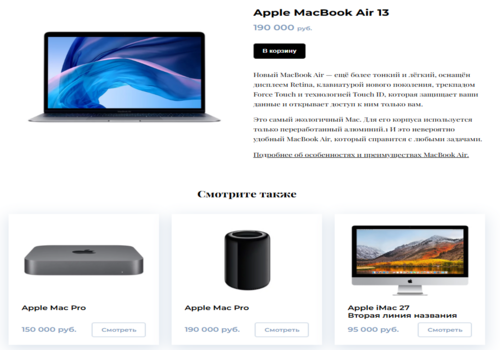 Apple MacBook Air 13
190 000 руб.
В корзину
Новый MacBook Air — ещё более тонкий и лёгкий, оснащён
дисплеем Retina, клавиатурой нового поколения, трекпадом
Force Touch и технологией Touch ID, которая защищает ваши
данные и открывает доступ к ним только вам.
Это самый экологичный Mac. Для его корпуса используется
только переработанный алюминий.1 И это невероятно
удобный MacBook Air, который справится с любыми задачами.
Подробнее об особенностях и преимуществах MacBook Air.
Смотрите также
Apple Mac Pro
150 000 руб.
Смотреть
Apple Mac Pro
190 000 руб.
Смотреть
Apple iMac 27
Вторая линия названия
95 000 руб.
Смотреть